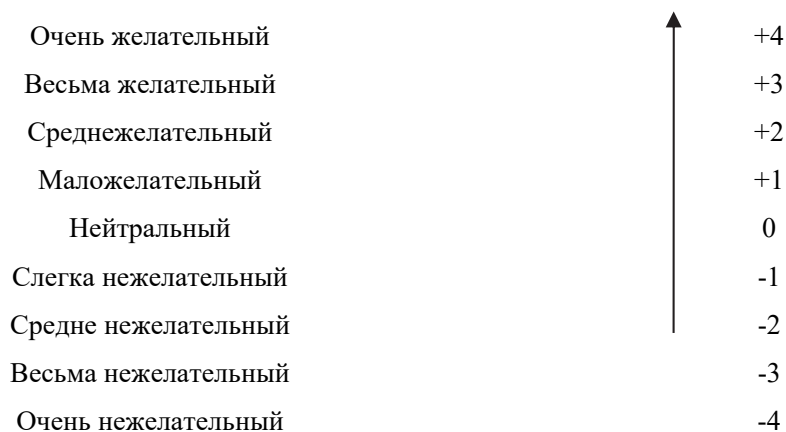 Очень желательный +4
Весьма желательный +3
Среднежелательный +2
Маложелательный +1
Нейтральный 0
Слегка нежелательный -1
Средне нежелательный -2
Весьма нежелательный -3
Очень нежелательный -4